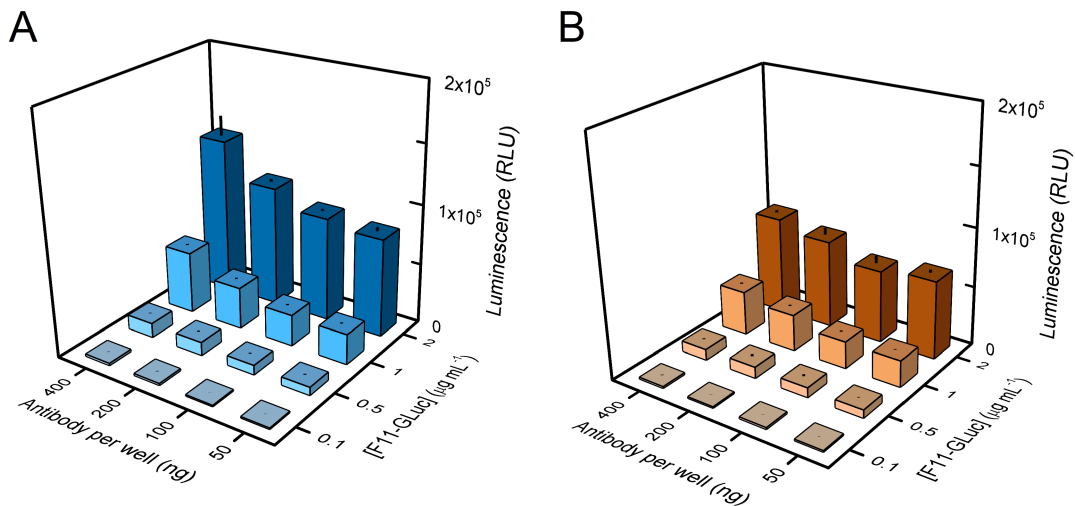 A
B
2x10⁵
1x10⁵
0
Luminescence (RLU)
2
1
0.5
0.1
[F11-GLuc] (µg mL⁻¹)
400
200
100
50
Antibody per well (ng)
2x10⁵
1x10⁵
0
Luminescence (RLU)
2
1
0.5
0.1
[F11-GLuc] (µg mL⁻¹)
400
200
100
50
Antibody per well (ng)